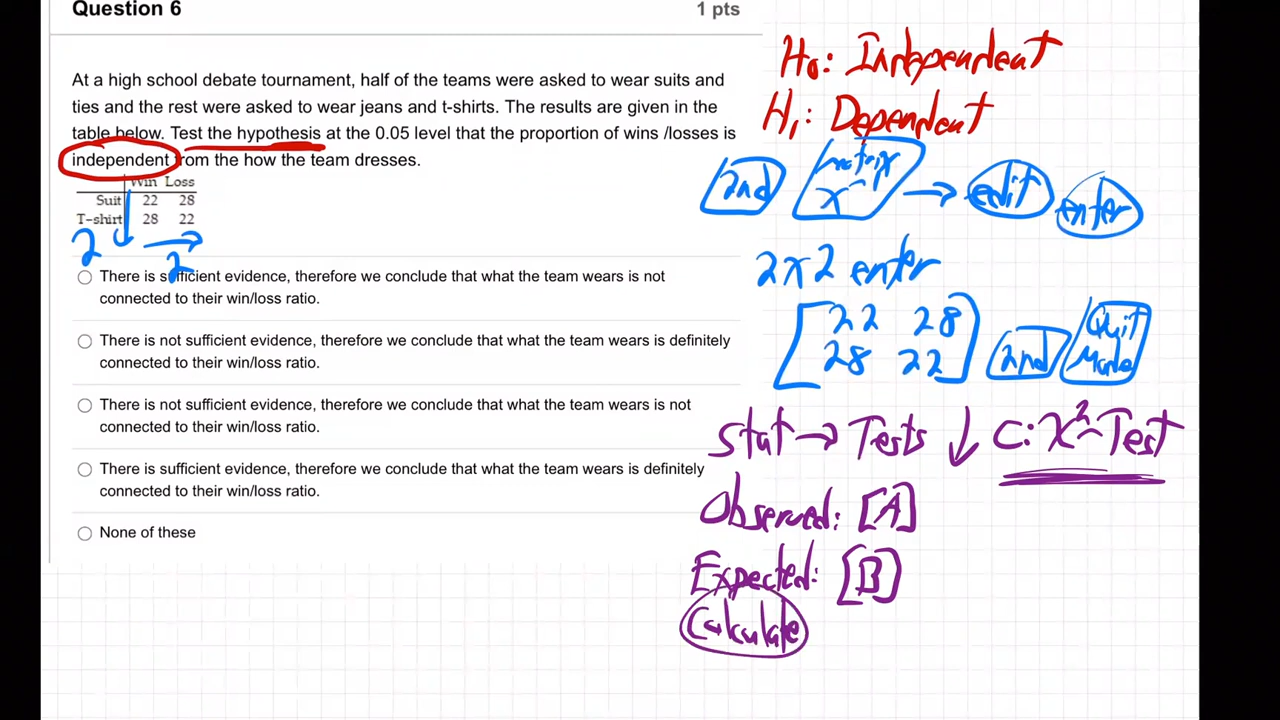 Question 6
1 pts
At a high school debate tournament, half of the teams were asked to wear suits and
ties and the rest were asked to wear jeans and t-shirts. The results are given in the
table below. Test the hypothesis at the 0.05 level that the proportion of wins /losses is
independent from the how the team dresses.
Win Loss
Suit 22 28
T-shirt 28 22
2
2
There is sufficient evidence, therefore we conclude that what the team wears is not
connected to their win/loss ratio.
There is not sufficient evidence, therefore we conclude that what the team wears is definitely
connected to their win/loss ratio.
There is not sufficient evidence, therefore we conclude that what the team wears is not
connected to their win/loss ratio.
There is sufficient evidence, therefore we conclude that what the team wears is definitely
connected to their win/loss ratio.
None of these
H₀: Independent
H₁: Dependent
2nd matrix x⁻¹ → edit enter
2x2 enter
[22 28
28 22] 2nd Quit Mode
Stat → Tests ↓ C: X²-Test
Observed: [A]
Expected: [B]
Calculate